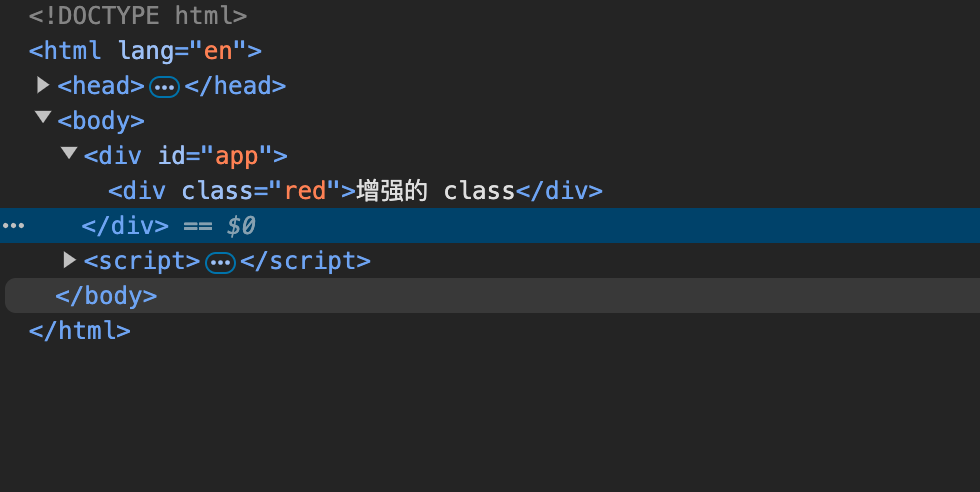 <!DOCTYPE html>
<html lang="en">
<head>…</head>
<body>
<div id="app">
<div class="red">增强的 class</div>
</div> == $0
<script>…</script>
</body>
</html>